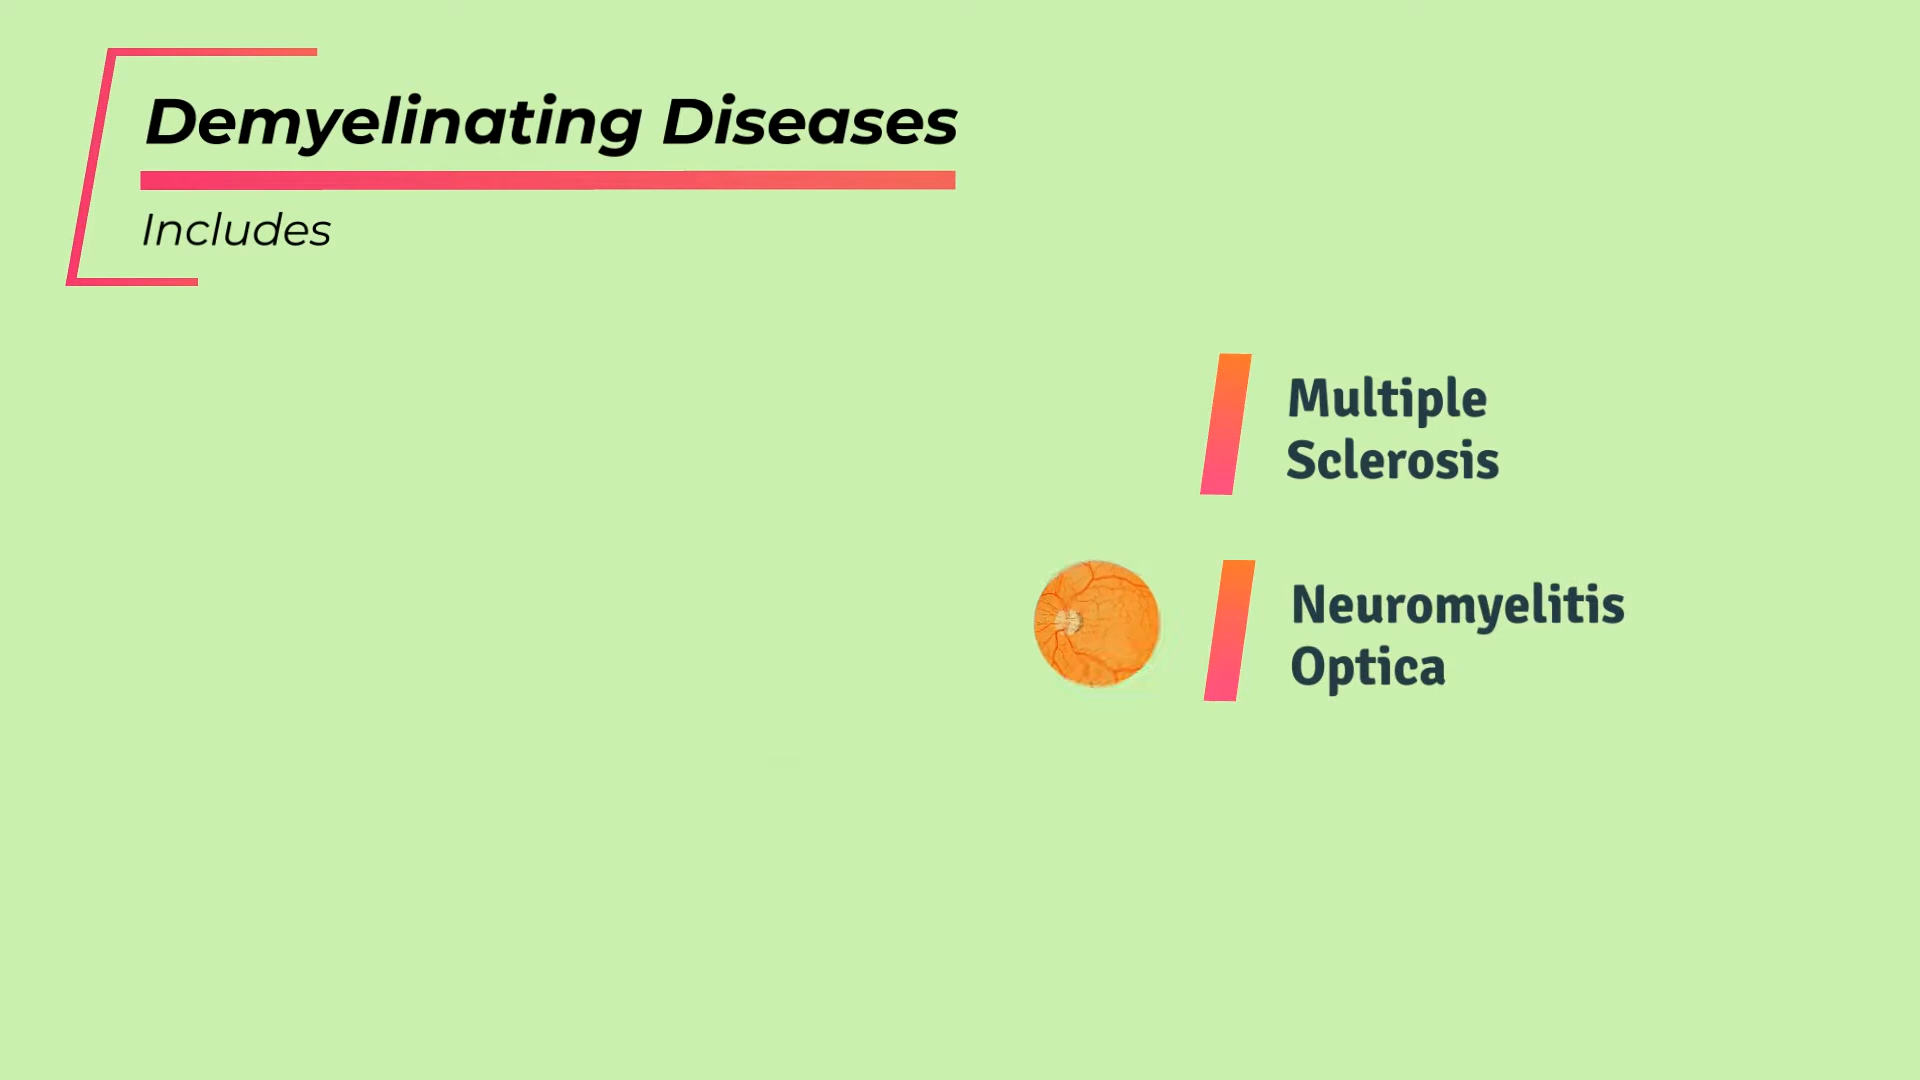 Demyelinating Diseases
Includes
Multiple
Sclerosis
Neuromyelitis
Optica